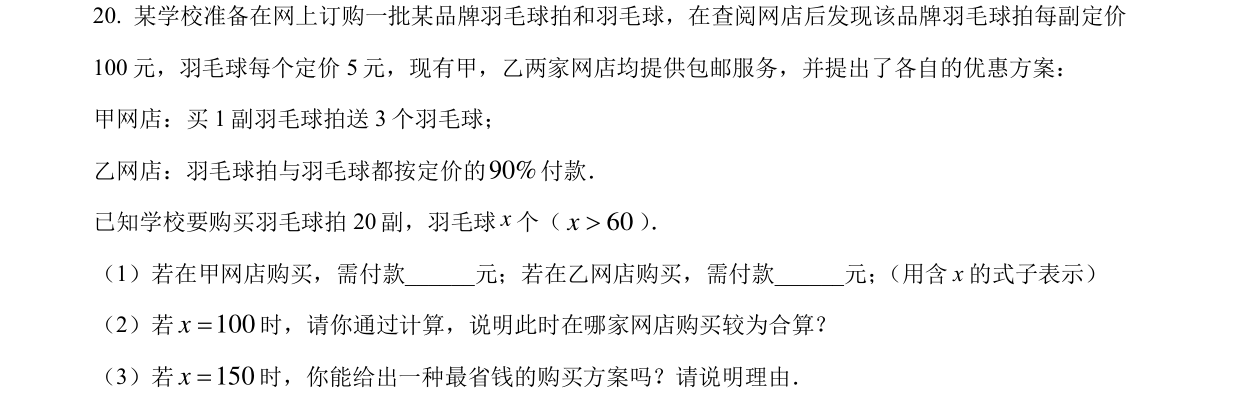 20. 某学校准备在网上订购一批某品牌羽毛球拍和羽毛球，在查阅网店后发现该品牌羽毛球拍每副定价
100 元，羽毛球每个定价 5 元，现有甲，乙两家网店均提供包邮服务，并提出了各自的优惠方案：
甲网店：买 1 副羽毛球拍送 3 个羽毛球；
乙网店：羽毛球拍与羽毛球都按定价的 90% 付款．
已知学校要购买羽毛球拍 20 副，羽毛球 x 个（ x > 60 ）．
（1）若在甲网店购买，需付款______元；若在乙网店购买，需付款______元；（用含 x 的式子表示）
（2）若 x = 100 时，请你通过计算，说明此时在哪家网店购买较为合算？
（3）若 x = 150 时，你能给出一种最省钱的购买方案吗？请说明理由．